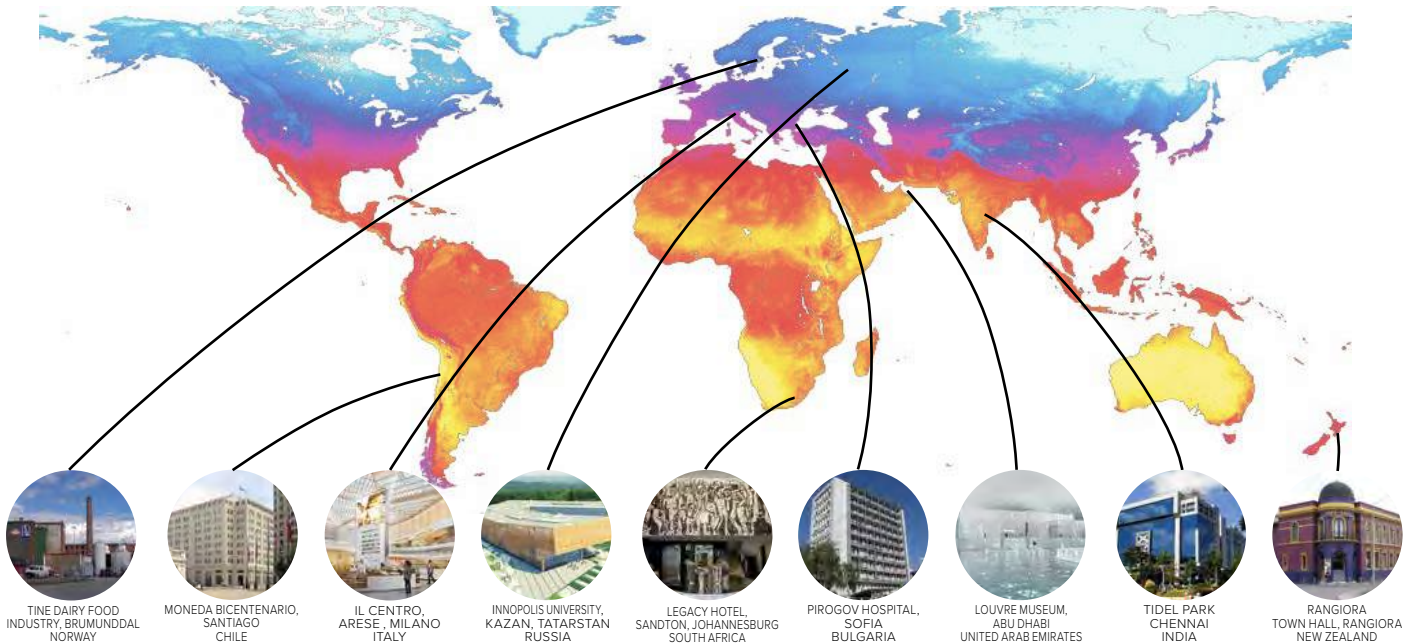 TINE DAIRY FOOD
INDUSTRY, BRUMUNDDAL
NORWAY
MONEDA BICENTENARIO,
SANTIAGO
CHILE
IL CENTRO,
ARESE , MILANO
ITALY
INNOPOLIS UNIVERSITY,
KAZAN, TATARSTAN
RUSSIA
LEGACY HOTEL,
SANDTON, JOHANNESBURG
SOUTH AFRICA
PIROGOV HOSPITAL,
SOFIA
BULGARIA
LOUVRE MUSEUM,
ABU DHABI
UNITED ARAB EMIRATES
TIDEL PARK
CHENNAI
INDIA
RANGIORA
TOWN HALL, RANGIORA
NEW ZEALAND